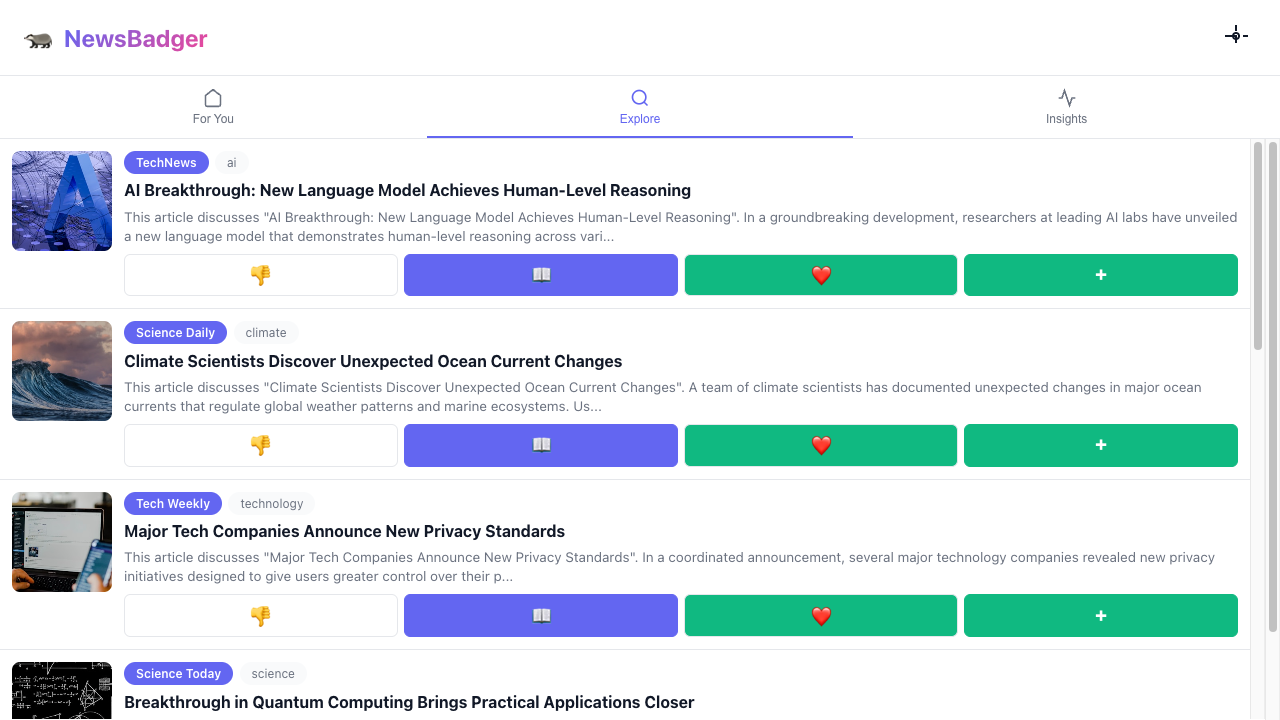 NewsBadger
For You
Explore
Insights
TechNews
ai
AI Breakthrough: New Language Model Achieves Human-Level Reasoning
This article discusses "AI Breakthrough: New Language Model Achieves Human-Level Reasoning". In a groundbreaking development, researchers at leading AI labs have unveiled
a new language model that demonstrates human-level reasoning across vari...
+
Science Daily
climate
Climate Scientists Discover Unexpected Ocean Current Changes
This article discusses "Climate Scientists Discover Unexpected Ocean Current Changes". A team of climate scientists has documented unexpected changes in major ocean
currents that regulate global weather patterns and marine ecosystems. Us...
+
Tech Weekly
technology
Major Tech Companies Announce New Privacy Standards
This article discusses "Major Tech Companies Announce New Privacy Standards". In a coordinated announcement, several major technology companies revealed new privacy
initiatives designed to give users greater control over their p...
+
Science Today
science
Breakthrough in Quantum Computing Brings Practical Applications Closer